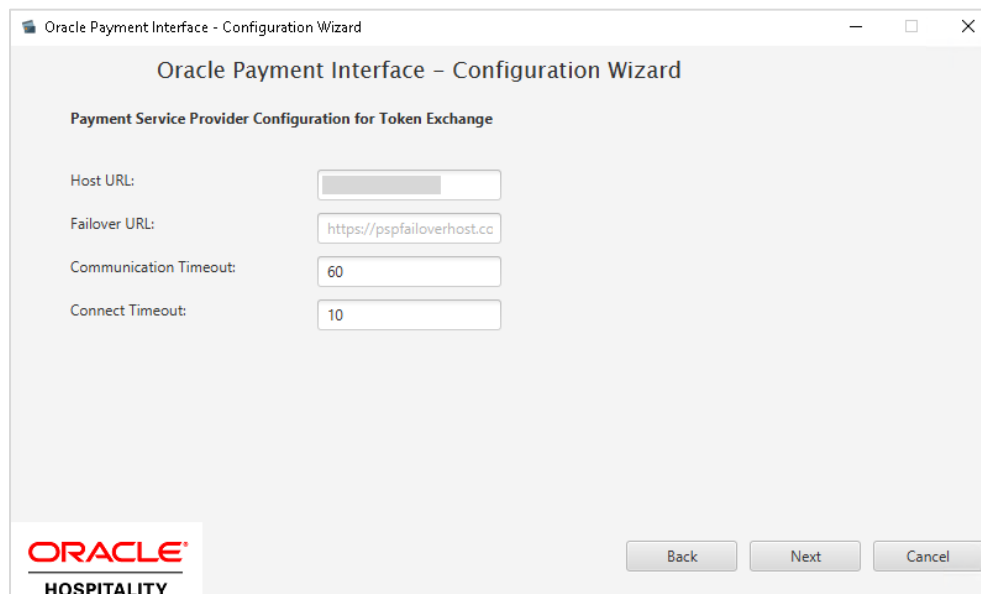 Oracle Payment Interface - Configuration Wizard
Oracle Payment Interface – Configuration Wizard
Payment Service Provider Configuration for Token Exchange
Host URL:
Failover URL: https://pspfailoverhost.cc
Communication Timeout: 60
Connect Timeout: 10
Back Next Cancel
ORACLE®
HOSPITALITY